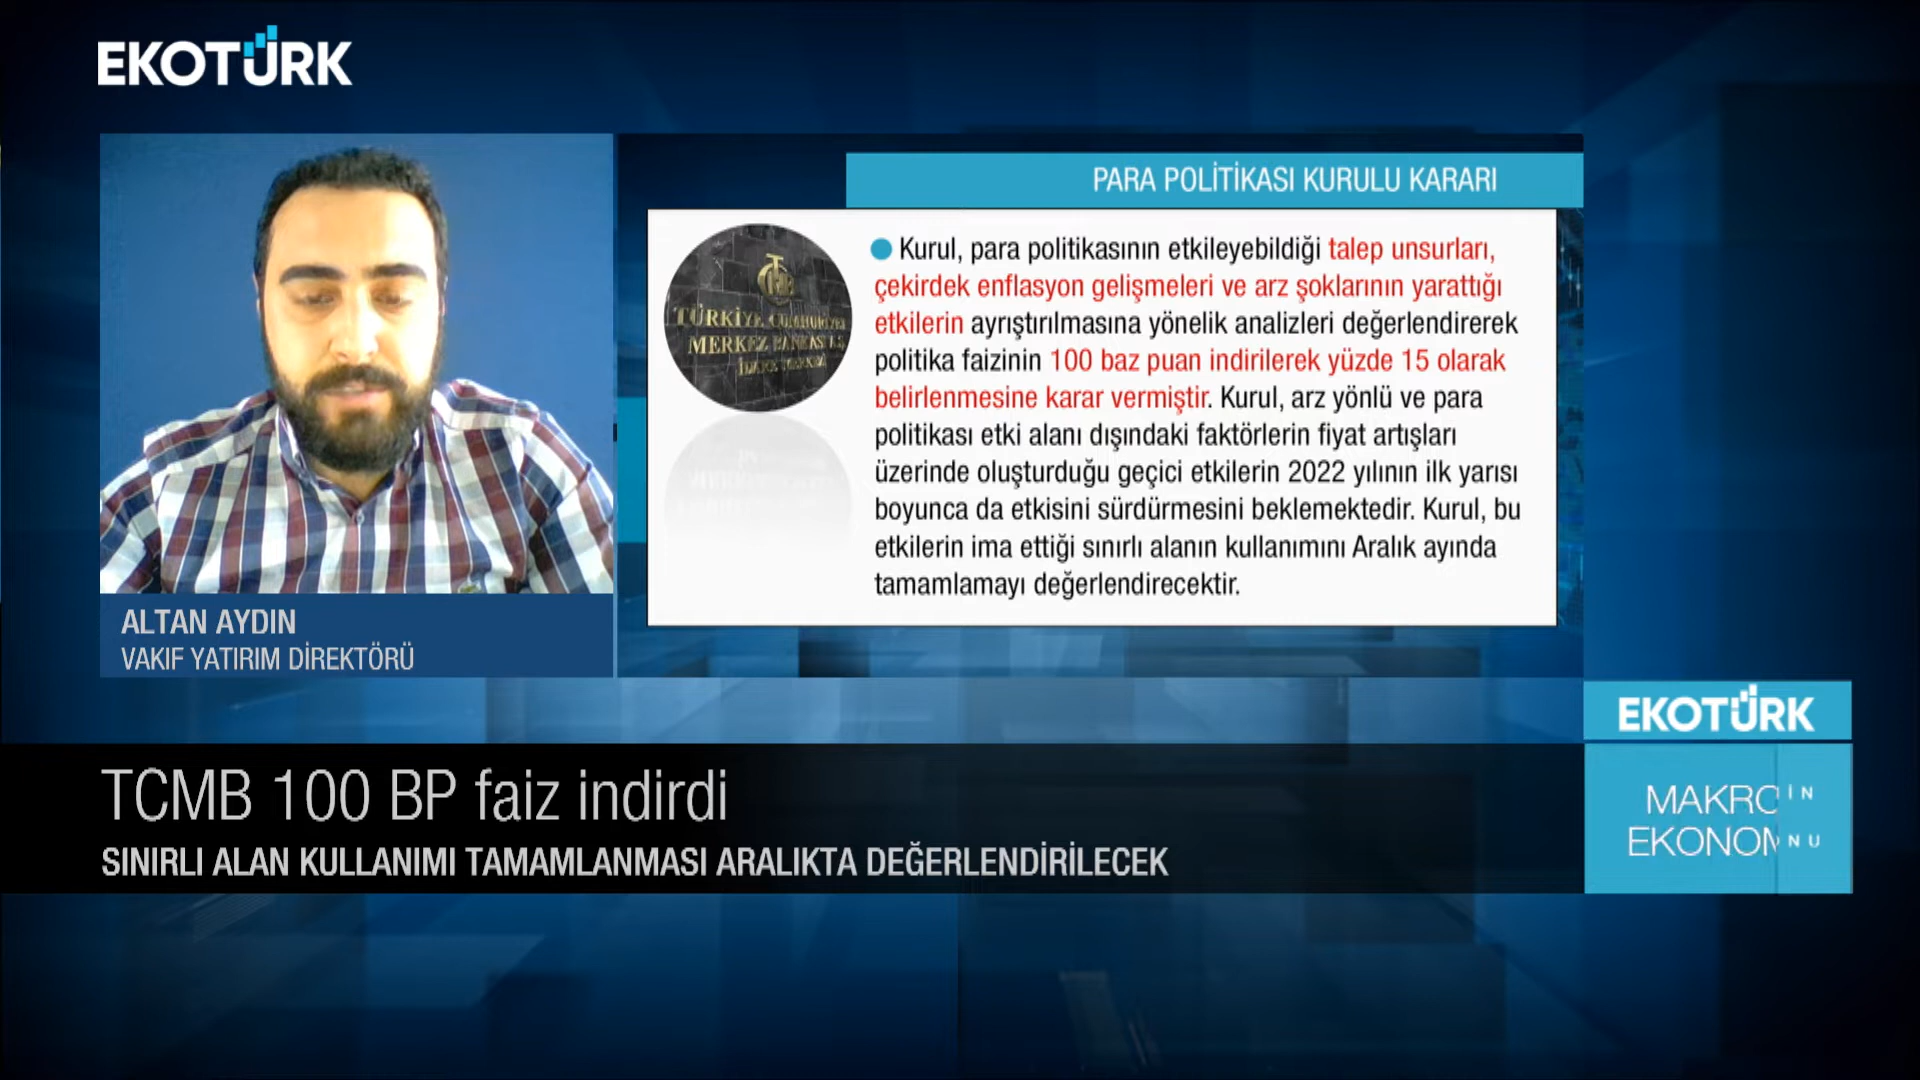 EKOTÜRK
PARA POLİTİKASI KURULU KARARI
Kurul, para politikasının etkileyebildiği talep unsurları,
çekirdek enflasyon gelişmeleri ve arz şoklarının yarattığı
etkilerin ayrıştırılmasına yönelik analizleri değerlendirerek
politika faizinin 100 baz puan indirilerek yüzde 15 olarak
belirlenmesine karar vermiştir. Kurul, arz yönlü ve para
politikası etki alanı dışındaki faktörlerin fiyat artışları
üzerinde oluşturduğu geçici etkilerin 2022 yılının ilk yarısı
boyunca da etkisini sürdürmesini beklemektedir. Kurul, bu
etkilerin ima ettiği sınırlı alanın kullanımını Aralık ayında
tamamlamayı değerlendirecektir.
TÜRKİYE CUMHURİYET
MERKEZ BANKASI A.Ş.
ALTAN AYDIN
VAKIF YATIRIM DİREKTÖRÜ
EKOTÜRK
TCMB 100 BP faiz indirdi
SINIRLI ALAN KULLANIMI TAMAMLANMASI ARALIKTA DEĞERLENDİRİLECEK
MAKRO İN
EKONOM NU